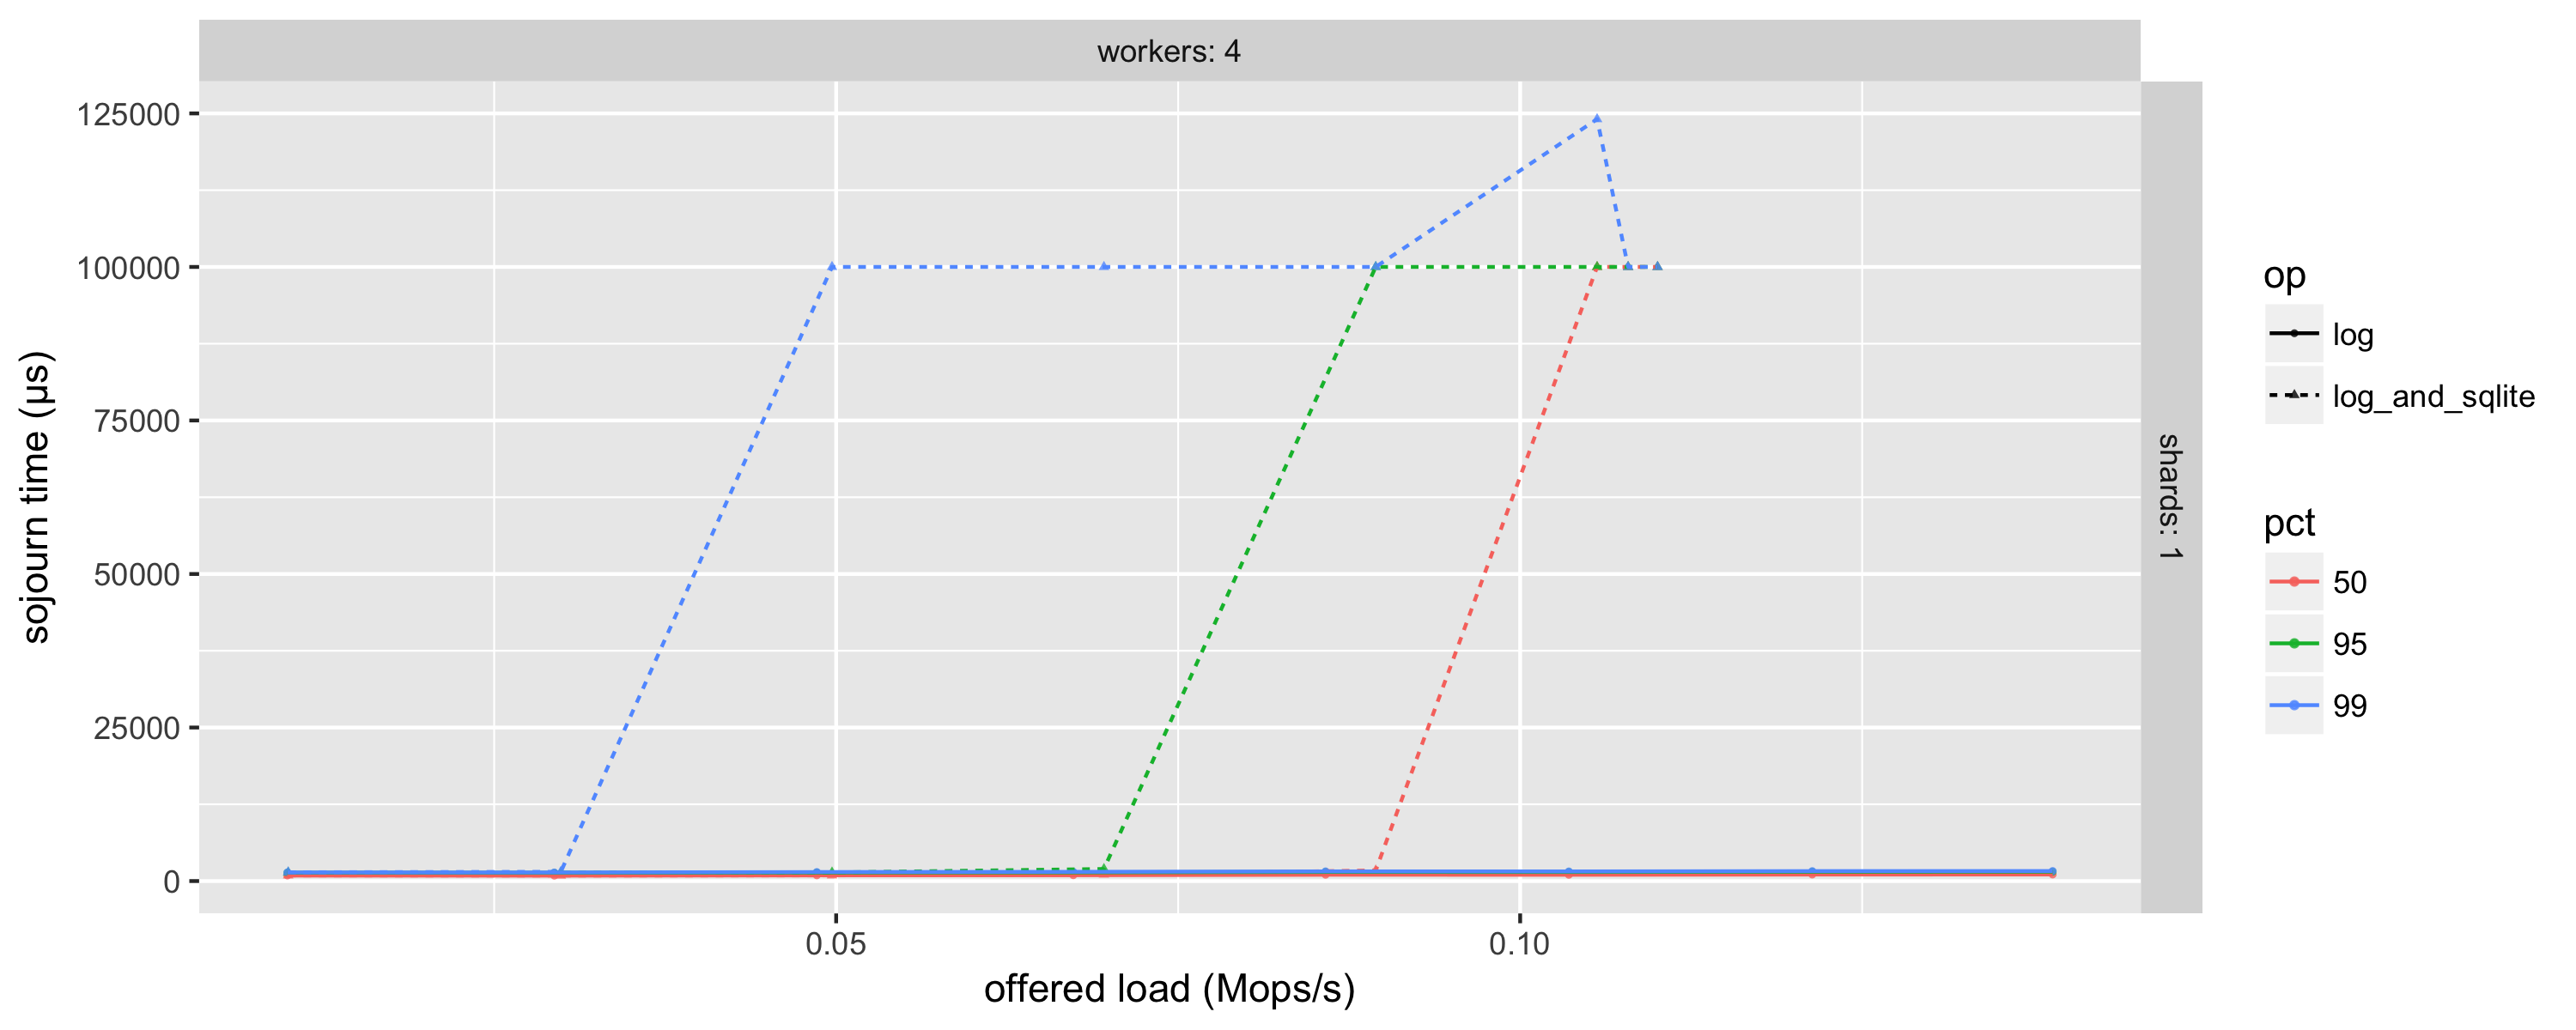 workers: 4
125000
100000
75000
50000
25000
0
sojourn time (µs)
0.05
0.10
offered load (Mops/s)
shards: 1
op
log
log_and_sqlite
pct
50
95
99